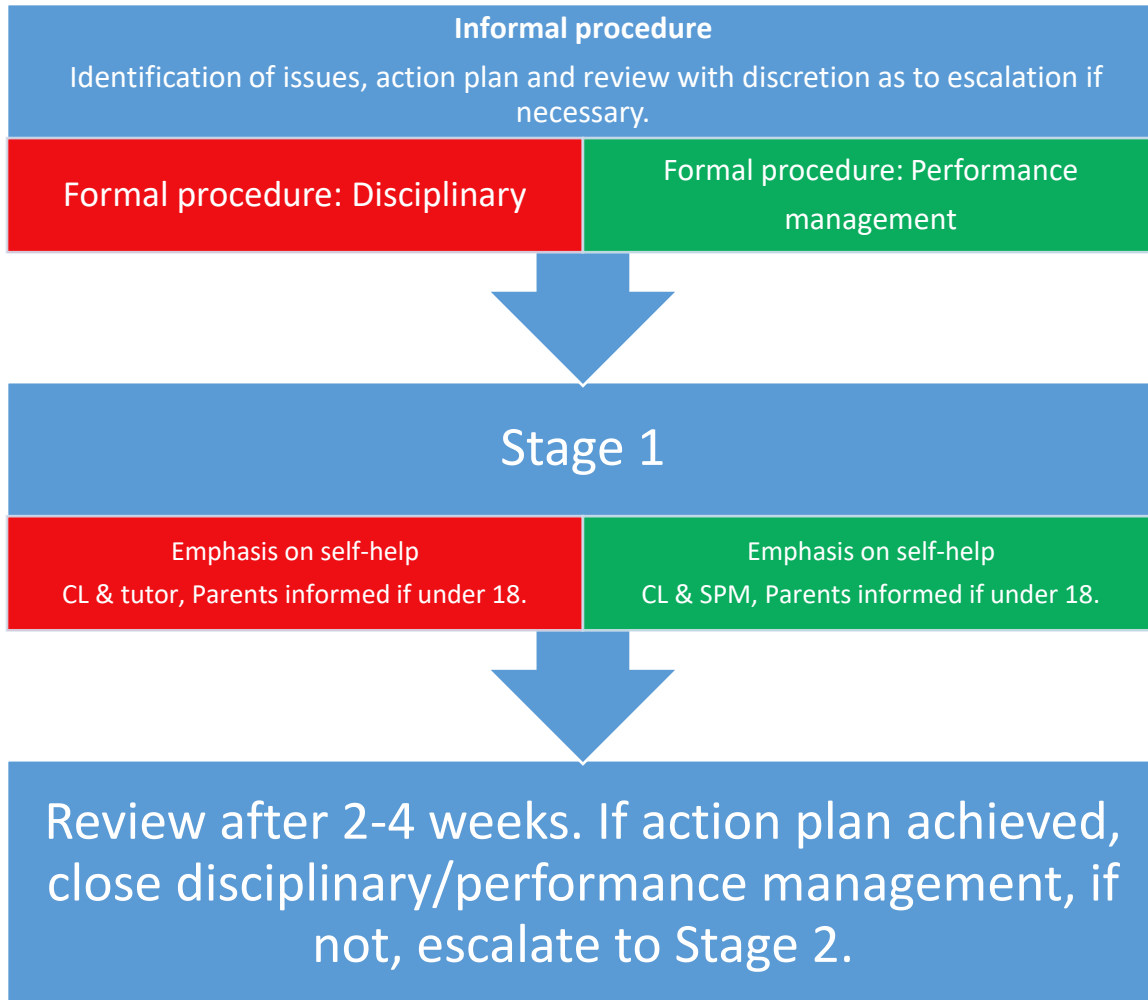 Informal procedure
Identification of issues, action plan and review with discretion as to escalation if
necessary.
Formal procedure: Disciplinary
Formal procedure: Performance
management
Stage 1
Emphasis on self-help
CL & tutor, Parents informed if under 18.
Emphasis on self-help
CL & SPM, Parents informed if under 18.
Review after 2-4 weeks. If action plan achieved,
close disciplinary/performance management, if
not, escalate to Stage 2.